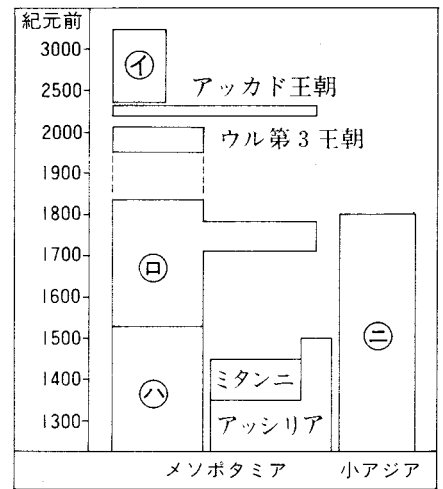 紀元前
3000
2500
2000
1900
1800
1700
1600
1500
1400
1300
㋑
アッカド王朝
ウル第3王朝
㋺
㋩
ミタンニ
アッシリア
㋥
メソポタミア
小アジア